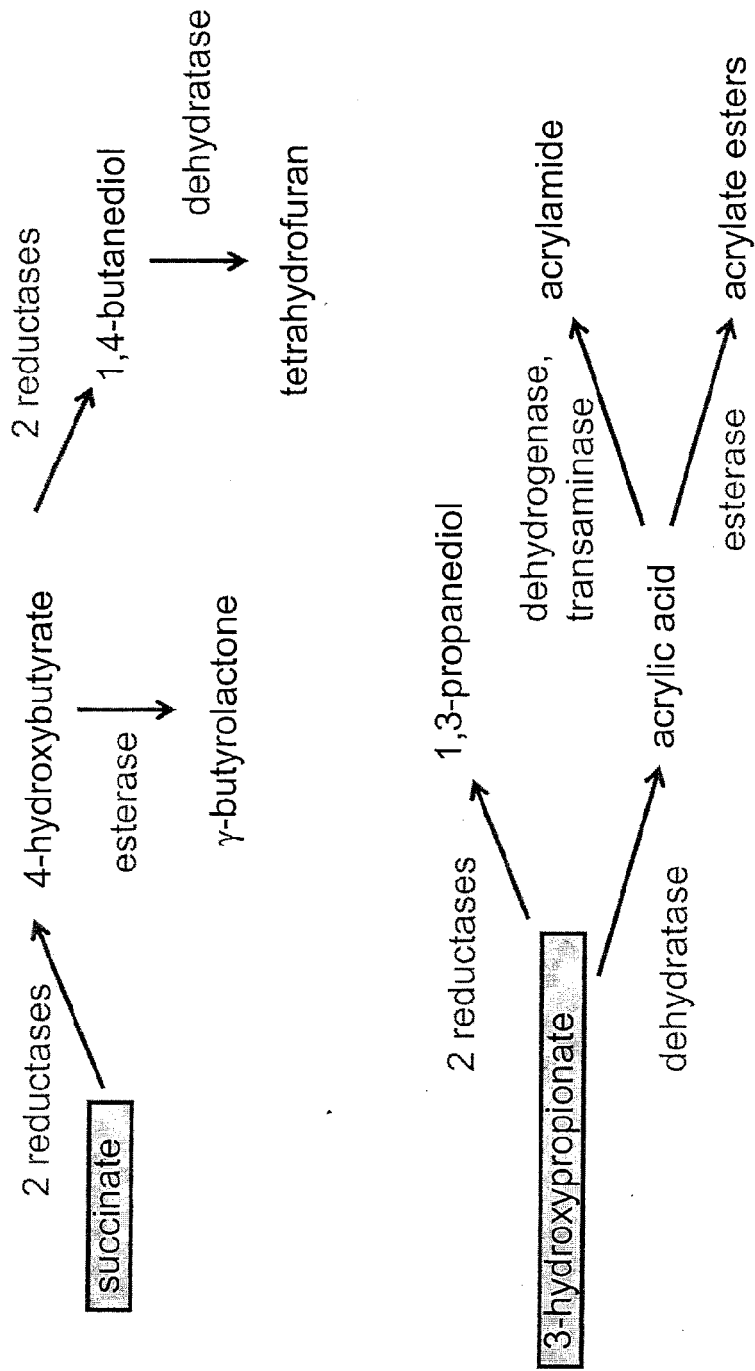 succinate
2 reductases
4-hydroxybutyrate
esterase
γ-butyrolactone
2 reductases
1,4-butanediol
dehydratase
tetrahydrofuran
3-hydroxypropionate
2 reductases
1,3-propanediol
dehydratase
acrylic acid
dehydrogenase,
transaminase
acrylamide
esterase
acrylate esters